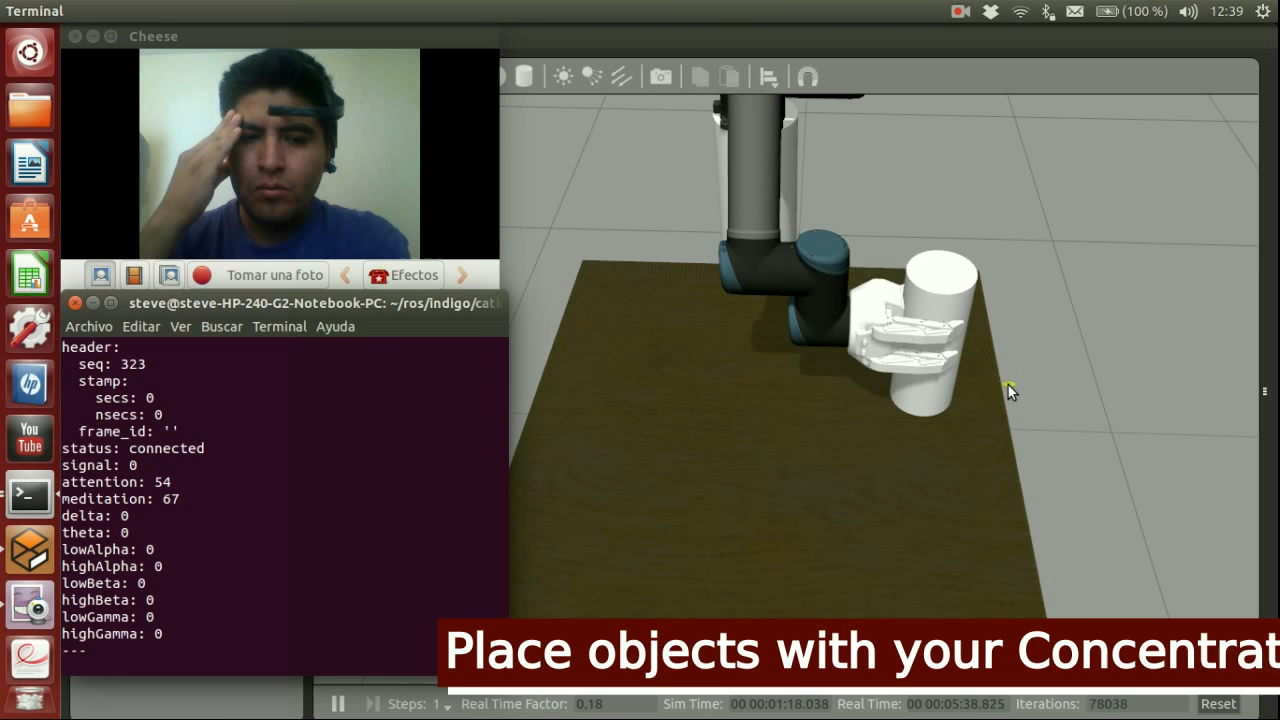 Terminal
(100 %)
12:39
Cheese
Tomar una foto
Efectos
steve@steve-HP-240-G2-Notebook-PC: ~/ros/indigo/cat
Archivo Editar Ver Buscar Terminal Ayuda
header:
seq: 323
stamp:
secs: 0
nsecs: 0
frame_id: ''
status: connected
signal: 0
attention: 54
meditation: 67
delta: 0
theta: 0
lowAlpha: 0
highAlpha: 0
lowBeta: 0
highBeta: 0
lowGamma: 0
highGamma: 0
---
hp
You
Tube
Place objects with your Concentrat
Steps: 1 Real Time Factor: 0.18 Sim Time: 00 00:01:18.038 Real Time: 00 00:05:38.825 Iterations: 78038 Reset